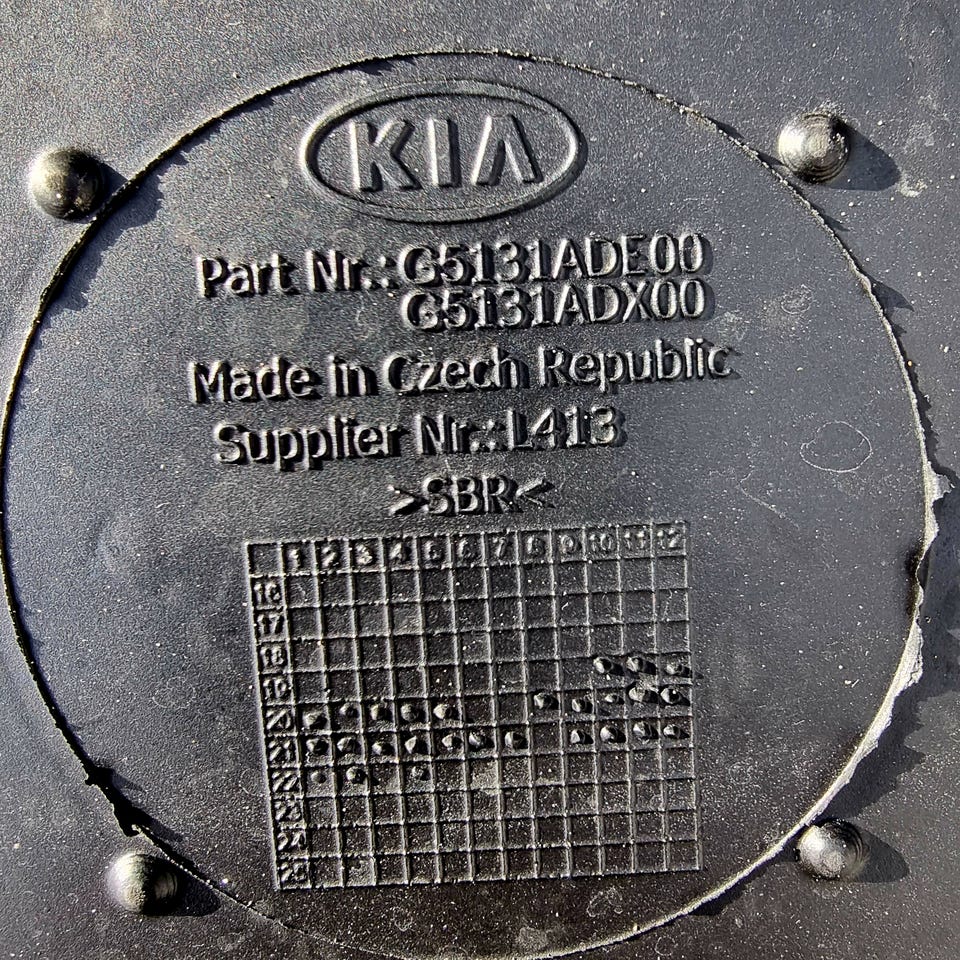 KIA
Part Nr.: G5131ADE00
G5131ADX00
Made in Czech Republic
Supplier Nr.: L413
>SBR<
1 2 3 4 5 6 7 8 9 10 11 12
16
17
18
19
20
21
22
23
24
25